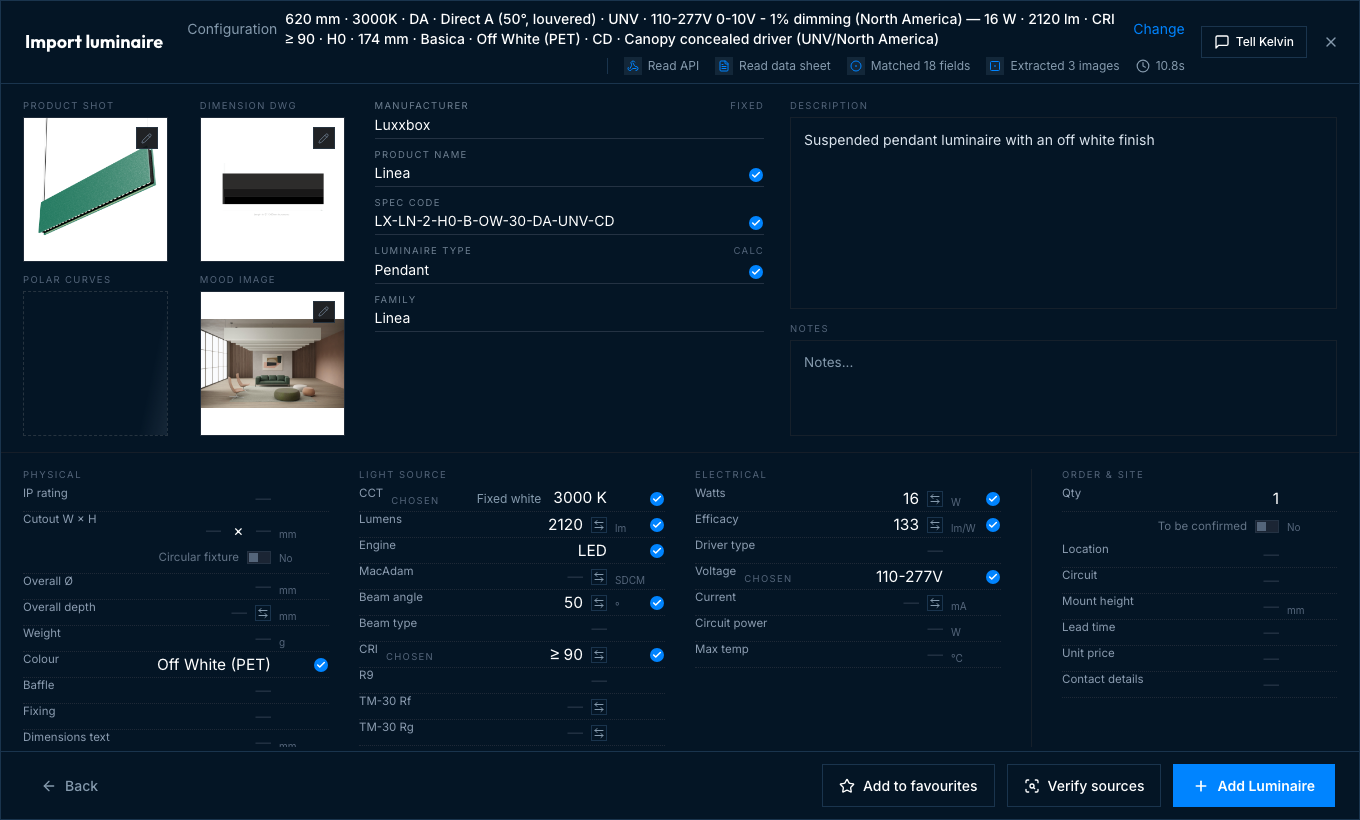 Import luminaire
Configuration
620 mm · 3000K · DA · Direct A (50°, louvered) · UNV · 110-277V 0-10V - 1% dimming (North America) — 16 W · 2120 lm · CRI
≥ 90 · H0 · 174 mm · Basica · Off White (PET) · CD · Canopy concealed driver (UNV/North America)
Change
Tell Kelvin
Read API
Read data sheet
Matched 18 fields
Extracted 3 images
10.8s
PRODUCT SHOT
DIMENSION DWG
POLAR CURVES
MOOD IMAGE
MANUFACTURER
FIXED
Luxxbox
PRODUCT NAME
Linea
SPEC CODE
LX-LN-2-H0-B-OW-30-DA-UNV-CD
LUMINAIRE TYPE
CALC
Pendant
FAMILY
Linea
DESCRIPTION
Suspended pendant luminaire with an off white finish
NOTES
Notes...
PHYSICAL
IP rating —
Cutout W × H — × — mm
Circular fixture No
Overall Ø — mm
Overall depth — mm
Weight — g
Colour Off White (PET)
Baffle —
Fixing —
Dimensions text — mm
LIGHT SOURCE
CCT CHOSEN Fixed white 3000 K
Lumens 2120 lm
Engine LED
MacAdam — SDCM
Beam angle 50 °
Beam type —
CRI CHOSEN ≥ 90
R9 —
TM-30 Rf —
TM-30 Rg —
ELECTRICAL
Watts 16 W
Efficacy 133 lm/W
Driver type —
Voltage CHOSEN 110-277V
Current — mA
Circuit power — W
Max temp — °C
ORDER & SITE
Qty 1
To be confirmed No
Location —
Circuit —
Mount height — mm
Lead time —
Unit price —
Contact details —
Back
Add to favourites
Verify sources
Add Luminaire